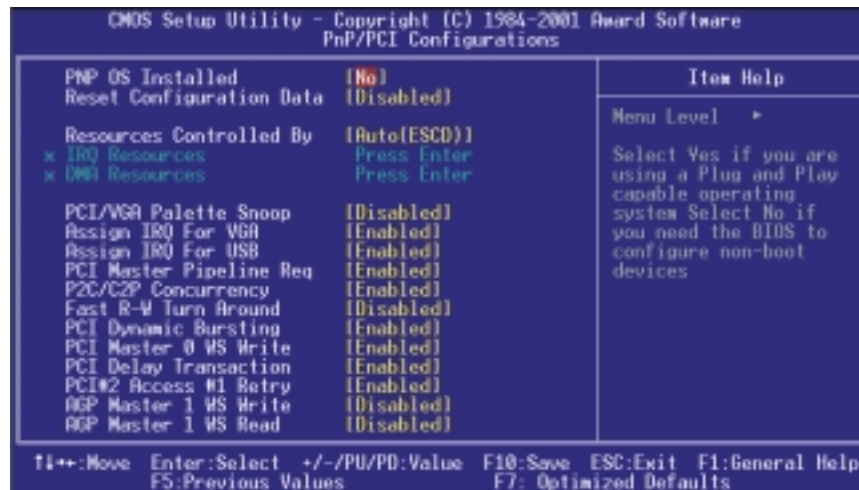 CMOS Setup Utility - Copyright (C) 1984-2001 Award Software
PnP/PCI Configurations
PNP OS Installed [No]
Reset Configuration Data [Disabled]
Resources Controlled By [Auto(ESCD)]
x IRQ Resources Press Enter
x DMA Resources Press Enter
PCI/VGA Palette Snoop [Disabled]
Assign IRQ For VGA [Enabled]
Assign IRQ For USB [Enabled]
PCI Master Pipeline Req [Enabled]
P2C/C2P Concurrency [Enabled]
Fast R-W Turn Around [Disabled]
PCI Dynamic Bursting [Enabled]
PCI Master 0 WS Write [Enabled]
PCI Delay Transaction [Enabled]
PCI#2 Access #1 Retry [Enabled]
AGP Master 1 WS Write [Disabled]
AGP Master 1 WS Read [Disabled]
Item Help
Menu Level ►
Select Yes if you are
using a Plug and Play
capable operating
system Select No if
you need the BIOS to
configure non-boot
devices
↑↓→←:Move Enter:Select +/-/PU/PD:Value F10:Save ESC:Exit F1:General Help
F5:Previous Values F7: Optimized Defaults